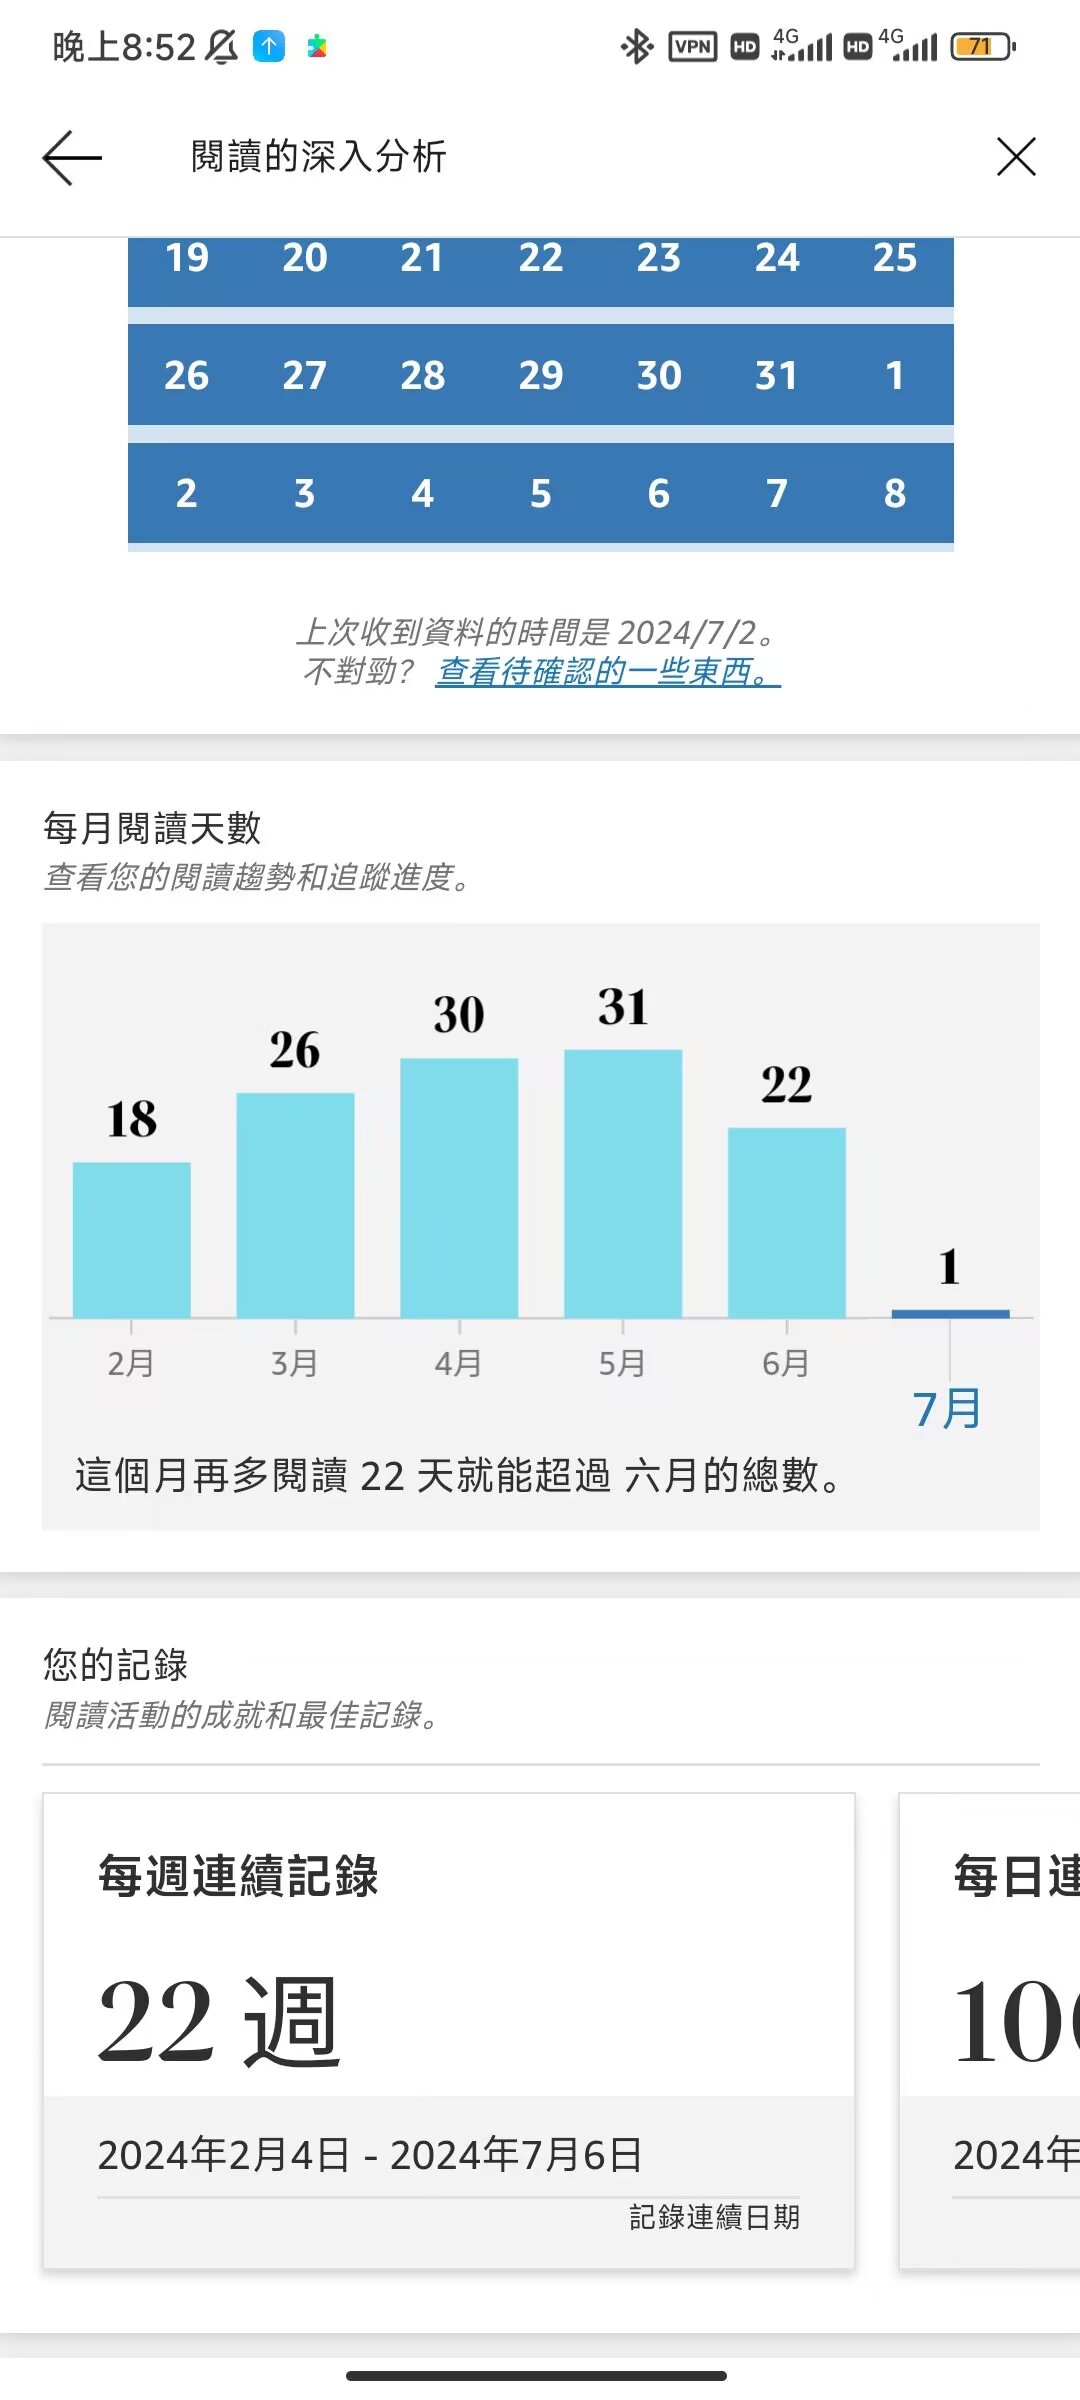 晚上8:52 VPN HD 4G HD 4G 71
閱讀的深入分析
19 20 21 22 23 24 25
26 27 28 29 30 31 1
2 3 4 5 6 7 8
上次收到資料的時間是 2024/7/2。
不對勁？ 查看待確認的一些東西。
每月閱讀天數
查看您的閱讀趨勢和追蹤進度。
18 26 30 31 22 1
2月 3月 4月 5月 6月 7月
這個月再多閱讀 22 天就能超過 六月的總數。
您的記錄
閱讀活動的成就和最佳記錄。
每週連續記錄 每日連
22 週 10
2024年2月4日 - 2024年7月6日 2024年
記錄連續日期